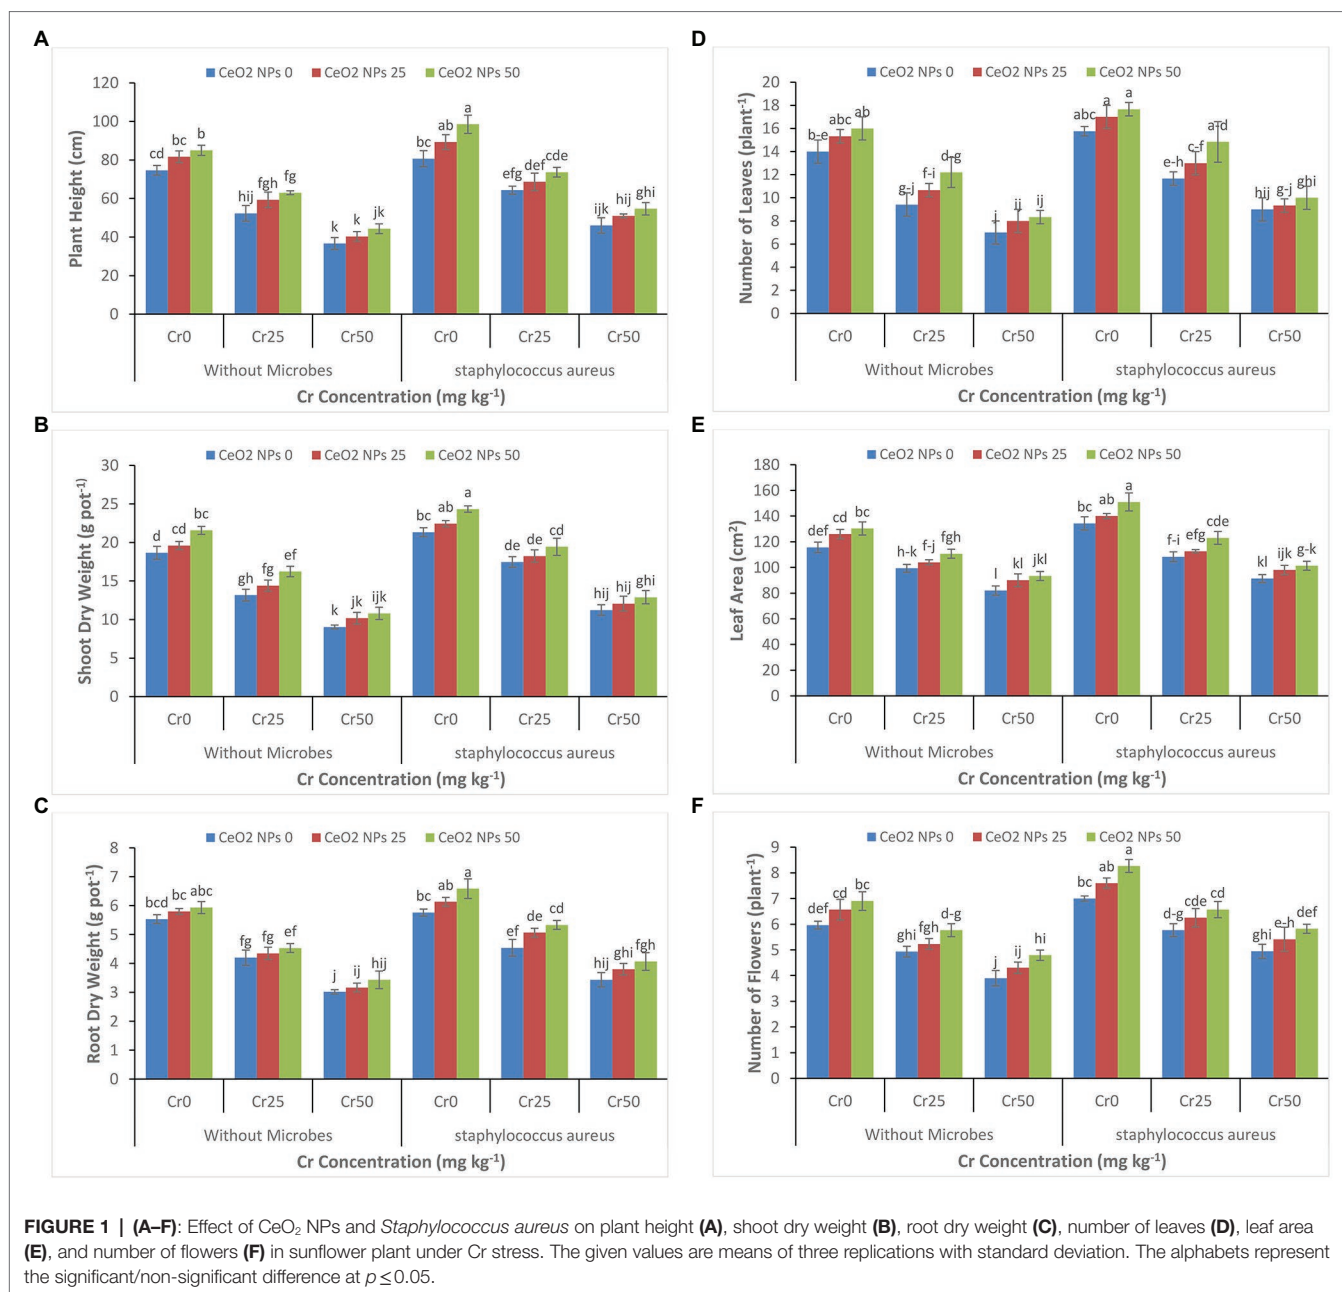 A
CeO2 NPs 0 CeO2 NPs 25 CeO2 NPs 50
Plant Height (cm)
120
100
80
60
40
20
0
cd bc b hij fgh fg k k jk bc ab a efg def cde ijk hij ghi
Cr0 Cr25 Cr50 Cr0 Cr25 Cr50
Without Microbes staphylococcus aureus
Cr Concentration (mg kg-1)
B
CeO2 NPs 0 CeO2 NPs 25 CeO2 NPs 50
Shoot Dry Weight (g pot-1)
30
25
20
15
10
5
0
d cd bc gh fg ef k jk ijk bc ab a de de cd hij hij ghi
Cr0 Cr25 Cr50 Cr0 Cr25 Cr50
Without Microbes staphylococcus aureus
Cr Concentration (mg kg-1)
C
CeO2 NPs 0 CeO2 NPs 25 CeO2 NPs 50
Root Dry Weight (g pot-1)
8
7
6
5
4
3
2
1
0
bcd bc abc fg fg ef j ij hij bc ab a ef de cd hij ghi fgh
Cr0 Cr25 Cr50 Cr0 Cr25 Cr50
Without Microbes staphylococcus aureus
Cr Concentration (mg kg-1)
D
CeO2 NPs 0 CeO2 NPs 25 CeO2 NPs 50
Number of Leaves (plant-1)
20
18
16
14
12
10
8
6
4
2
0
b-e abc ab g-j f-i d-g j ij ij abc a a e-h c-f a-d hij g-j ghi
Cr0 Cr25 Cr50 Cr0 Cr25 Cr50
Without Microbes staphylococcus aureus
Cr Concentration (mg kg-1)
E
CeO2 NPs 0 CeO2 NPs 25 CeO2 NPs 50
Leaf Area (cm2)
180
160
140
120
100
80
60
40
20
0
def cd bc h-k f-j fgh l kl jkl bc ab a f-i efg cde kl ijk g-k
Cr0 Cr25 Cr50 Cr0 Cr25 Cr50
Without Microbes staphylococcus aureus
Cr Concentration (mg kg-1)
F
CeO2 NPs 0 CeO2 NPs 25 CeO2 NPs 50
Number of Flowers (plant-1)
9
8
7
6
5
4
3
2
1
0
def cd bc ghi fgh d-g j ij hi bc ab a d-g cde cd ghi e-h def
Cr0 Cr25 Cr50 Cr0 Cr25 Cr50
Without Microbes staphylococcus aureus
Cr Concentration (mg kg-1)
FIGURE 1 | (A–F): Effect of CeO2 NPs and Staphylococcus aureus on plant height (A), shoot dry weight (B), root dry weight (C), number of leaves (D), leaf area
(E), and number of flowers (F) in sunflower plant under Cr stress. The given values are means of three replications with standard deviation. The alphabets represent
the significant/non-significant difference at p ≤ 0.05.